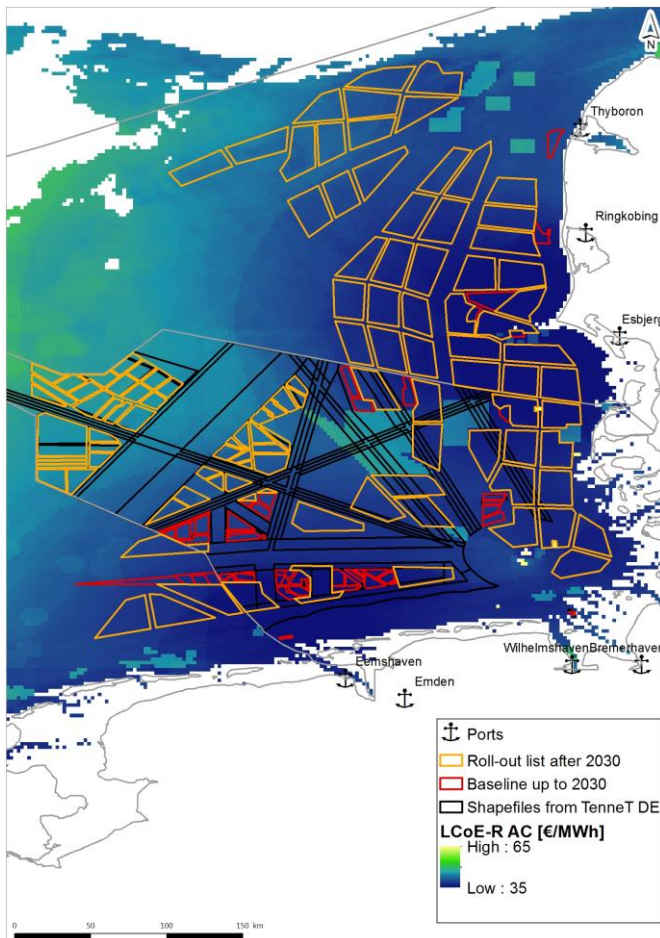 N
Thyboron
Ringkobing
Esbjerg
Wilhelmshaven
Bremerhaven
Eemshaven
Emden
Ports
Roll-out list after 2030
Baseline up to 2030
Shapefiles from TenneT DE
LCoE-R AC [€/MWh]
High : 65
Low : 35
0 50 100 150 km